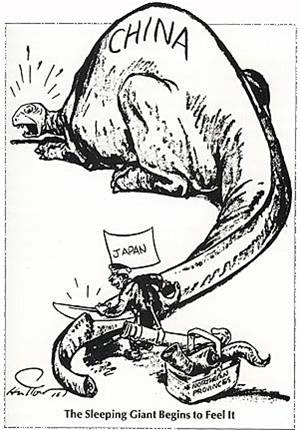 CHINA
JAPAN
NORTHERN
PROVINCES
The Sleeping Giant Begins to Feel It